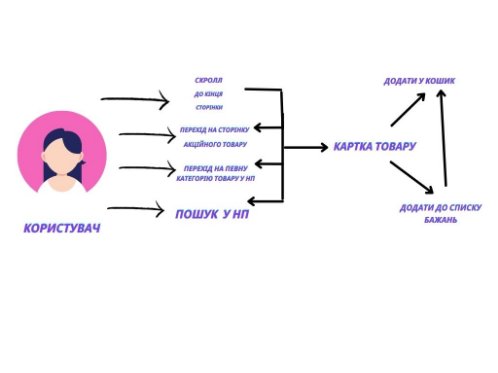 СКРОЛЛ
ДО КІНЦЯ
СТОРІНКИ
ПЕРЕХІД НА СТОРІНКУ
АКЦІЙНОГО ТОВАРУ
ПЕРЕХІД НА ПЕВНУ
КАТЕГОРІЮ ТОВАРУ У НП
ПОШУК У НП
КОРИСТУВАЧ
КАРТКА ТОВАРУ
ДОДАТИ У КОШИК
ДОДАТИ ДО СПИСКУ
БАЖАНЬ